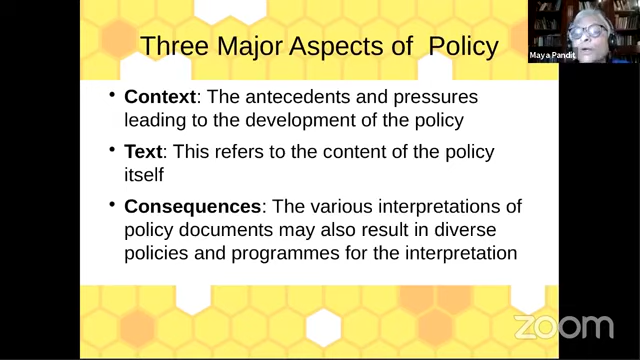 Three Major Aspects of Policy
Maya Pandit
• Context: The antecedents and pressures
leading to the development of the policy
• Text: This refers to the content of the policy
itself
• Consequences: The various interpretations of
policy documents may also result in diverse
policies and programmes for the interpretation
zoom